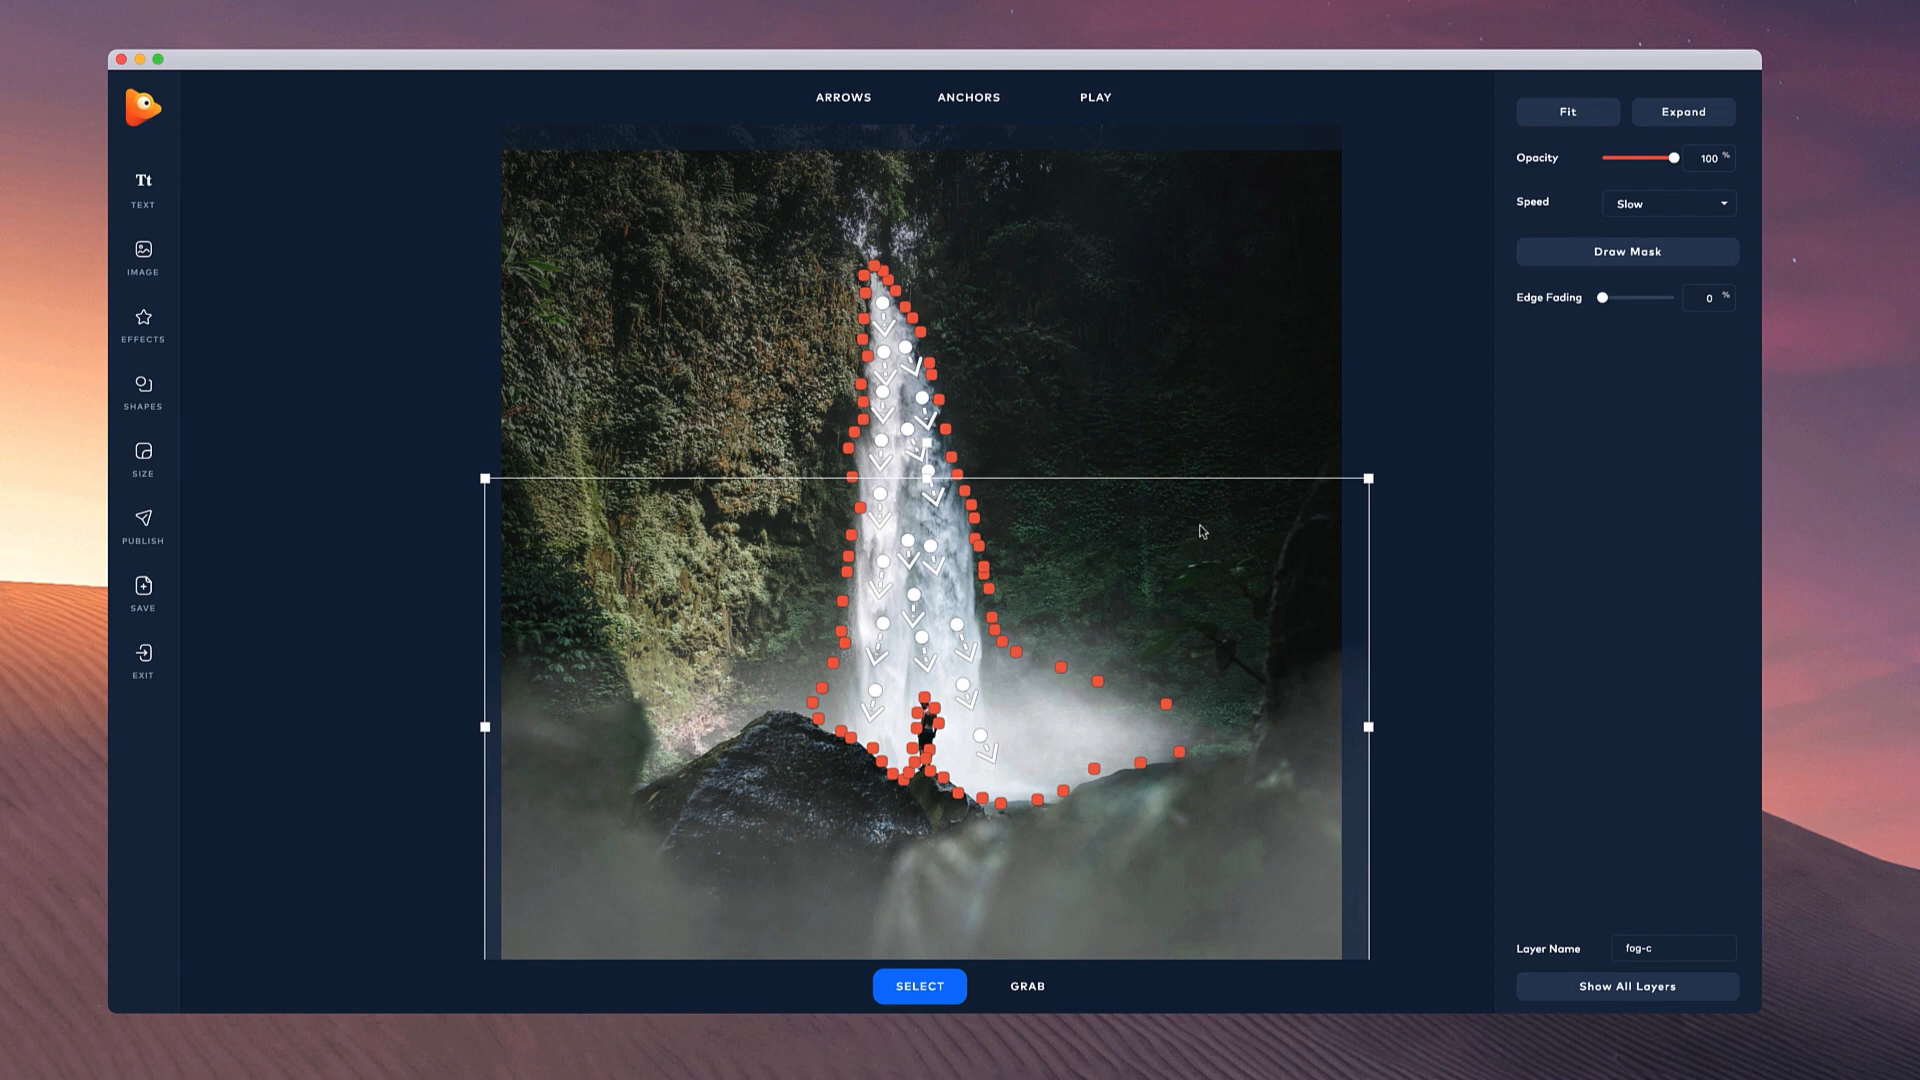 ARROWS ANCHORS PLAY
Fit Expand
Opacity 100 %
Speed Slow
Draw Mask
Edge Fading 0 %
Tt
TEXT
IMAGE
EFFECTS
SHAPES
SIZE
PUBLISH
SAVE
EXIT
Layer Name fog-c
Show All Layers
SELECT GRAB